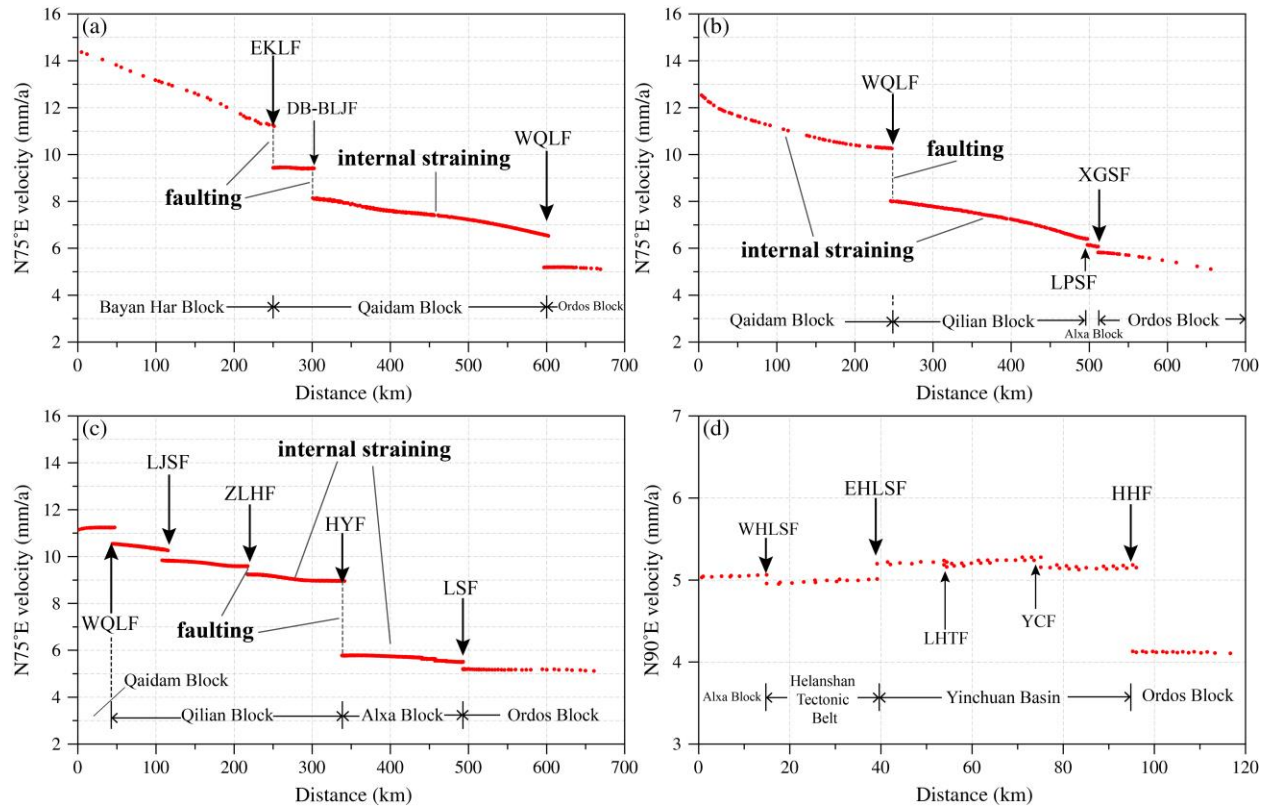 (a)
16
14
12
10
8
6
4
2
N75°E velocity (mm/a)
EKLF
DB-BLJF
WQLF
internal straining
faulting
Bayan Har Block
Qaidam Block
Ordos Block
0 100 200 300 400 500 600 700
Distance (km)
(b)
16
14
12
10
8
6
4
2
N75°E velocity (mm/a)
WQLF
faulting
XGSF
internal straining
LPSF
Qaidam Block
Qilian Block
Alxa Block
Ordos Block
0 100 200 300 400 500 600 700
Distance (km)
(c)
16
14
12
10
8
6
4
2
N75°E velocity (mm/a)
internal straining
LJSF
ZLHF
HYF
LSF
WQLF
faulting
Qaidam Block
Qilian Block
Alxa Block
Ordos Block
0 100 200 300 400 500 600 700
Distance (km)
(d)
7
6
5
4
3
N90°E velocity (mm/a)
EHLSF
HHF
WHLSF
LHTF
YCF
Alxa Block
Helanshan
Tectonic
Belt
Yinchuan Basin
Ordos Block
0 20 40 60 80 100 120
Distance (km)